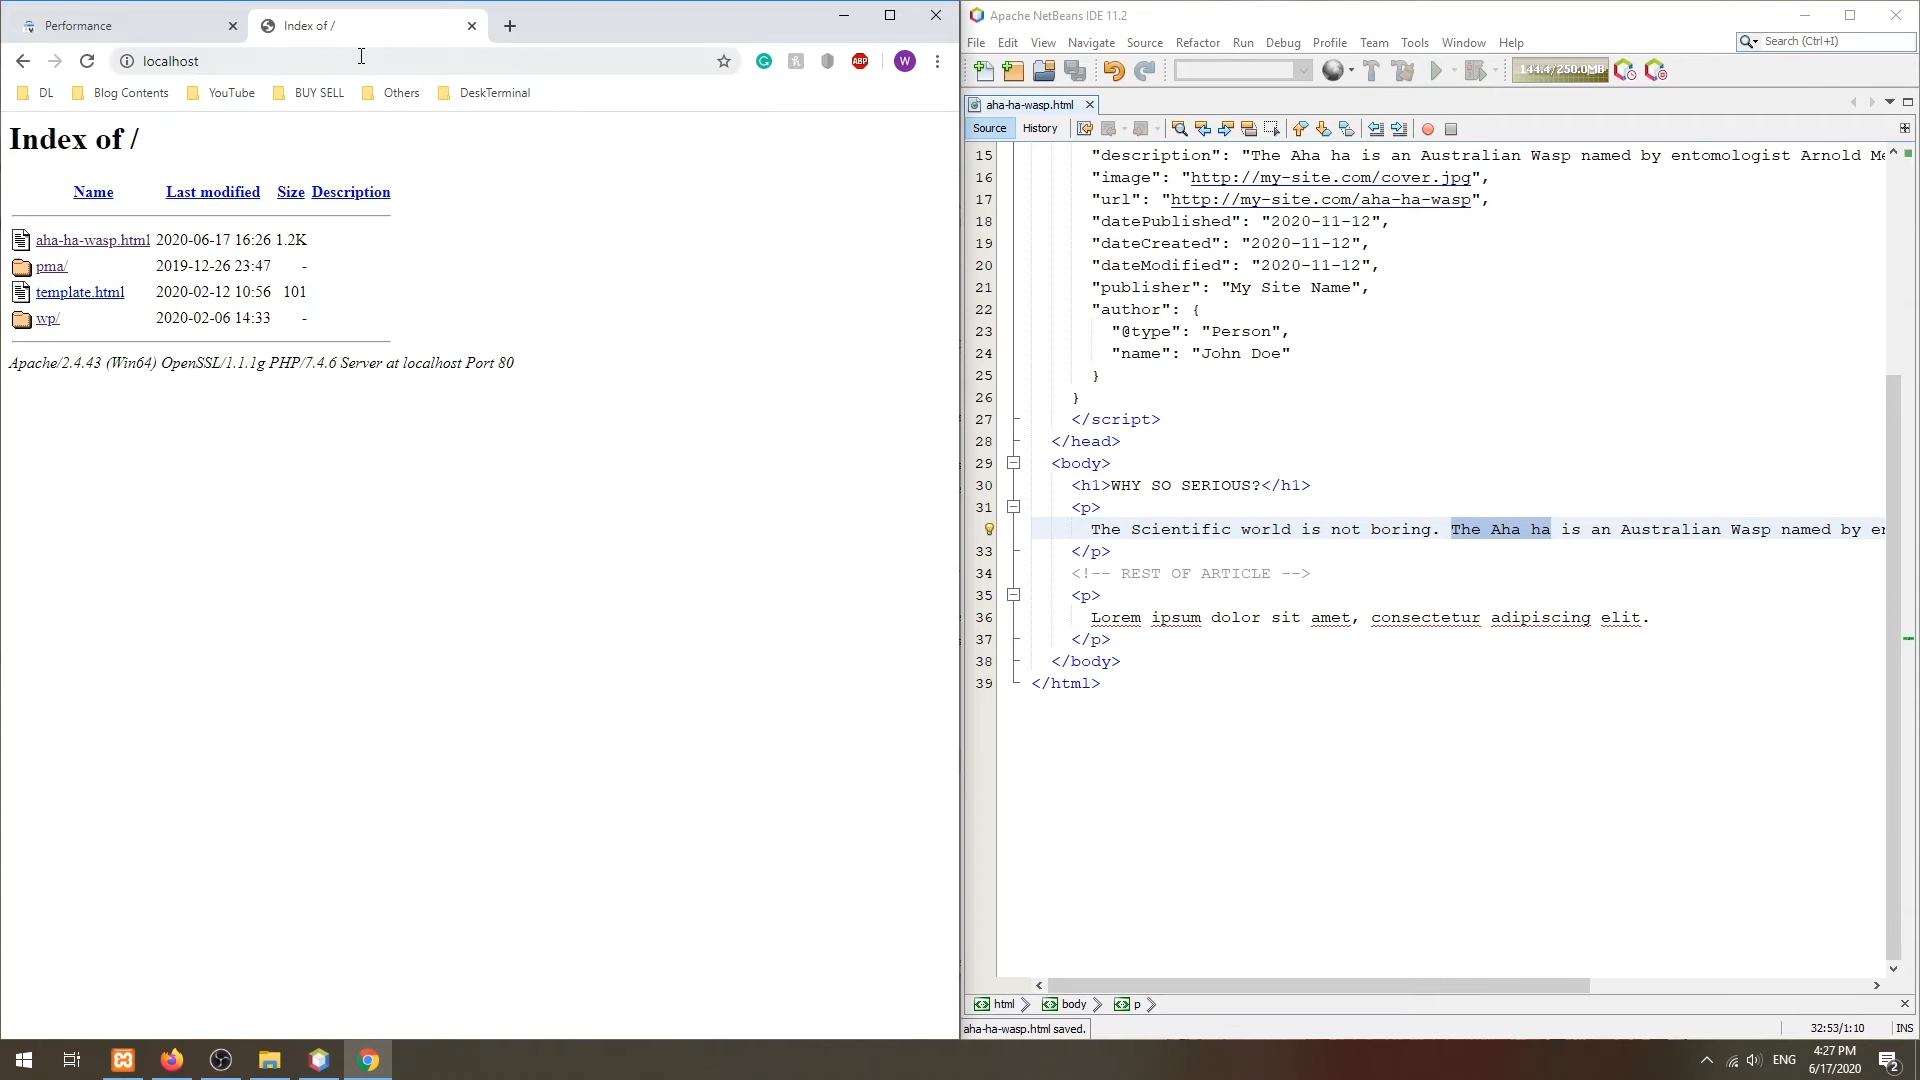 Performance
Index of /
localhost
ABP
W
DL
Blog Contents
YouTube
BUY SELL
Others
DeskTerminal
Index of /
Name Last modified Size Description
aha-ha-wasp.html 2020-06-17 16:26 1.2K
pma/ 2019-12-26 23:47 -
template.html 2020-02-12 10:56 101
wp/ 2020-02-06 14:33 -
Apache/2.4.43 (Win64) OpenSSL/1.1.1g PHP/7.4.6 Server at localhost Port 80
Apache NetBeans IDE 11.2
File Edit View Navigate Source Refactor Run Debug Profile Team Tools Window Help
Search (Ctrl+I)
144.4/250.0MB
aha-ha-wasp.html
Source History
15 "description": "The Aha ha is an Australian Wasp named by entomologist Arnold Me
16 "image": "http://my-site.com/cover.jpg",
17 "url": "http://my-site.com/aha-ha-wasp",
18 "datePublished": "2020-11-12",
19 "dateCreated": "2020-11-12",
20 "dateModified": "2020-11-12",
21 "publisher": "My Site Name",
22 "author": {
23 "@type": "Person",
24 "name": "John Doe"
25 }
26 }
27 </script>
28 </head>
29 <body>
30 <h1>WHY SO SERIOUS?</h1>
31 <p>
The Scientific world is not boring. The Aha ha is an Australian Wasp named by en
33 </p>
34 <!-- REST OF ARTICLE -->
35 <p>
36 Lorem ipsum dolor sit amet, consectetur adipiscing elit.
37 </p>
38 </body>
39 </html>
html body p
aha-ha-wasp.html saved.
32:53/1:10 INS
ENG
4:27 PM
6/17/2020
2